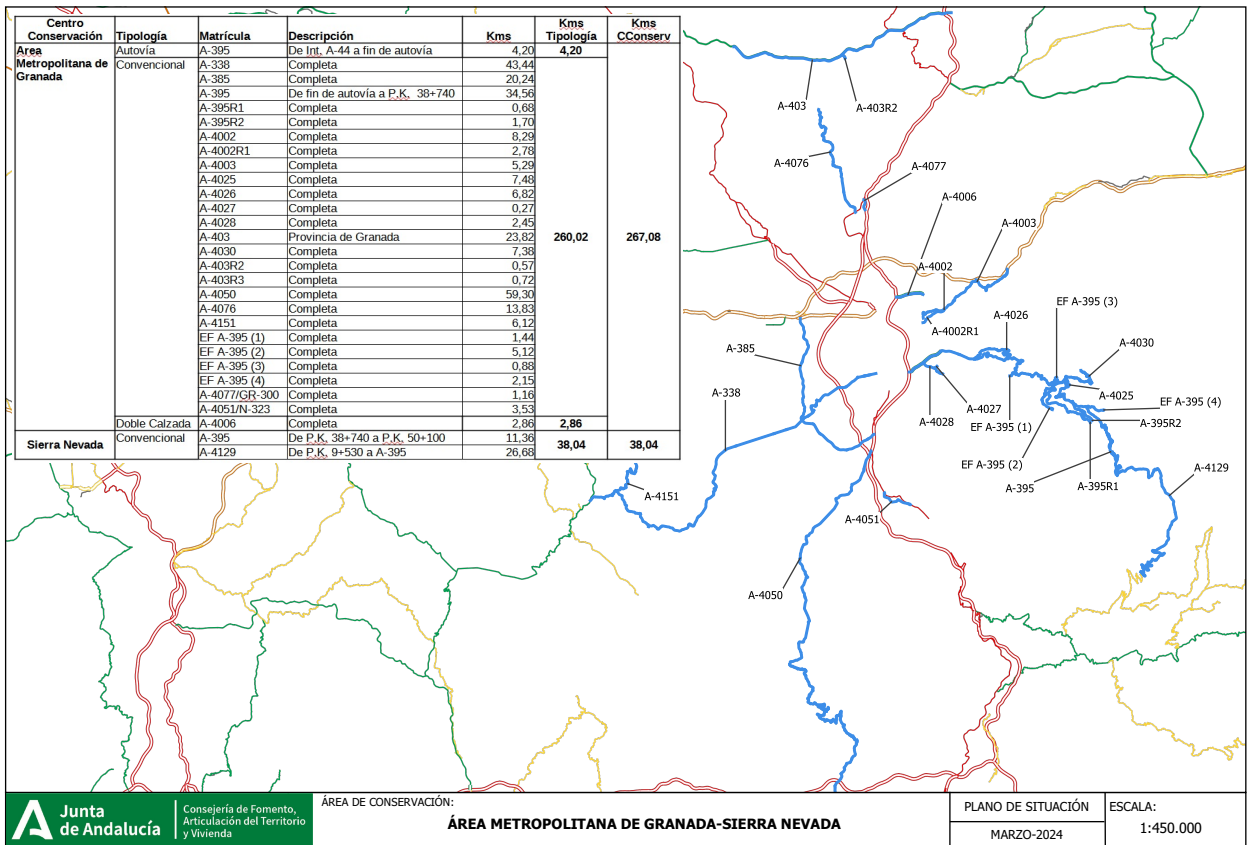 Centro Conservación Tipología Matrícula Descripción Kms Kms Tipología Kms CConserv
Area Metropolitana de Granada Autovía A-395 De Int. A-44 a fin de autovía 4,20 4,20
Convencional A-338 Completa 43,44
A-385 Completa 20,24
A-395 De fin de autovía a P.K. 38+740 34,56
A-395R1 Completa 0,68
A-395R2 Completa 1,70
A-4002 Completa 8,29
A-4002R1 Completa 2,78
A-4003 Completa 5,29
A-4025 Completa 7,48
A-4026 Completa 6,82
A-4027 Completa 0,27
A-4028 Completa 2,45
A-403 Provincia de Granada 23,82 260,02 267,08
A-4030 Completa 7,38
A-403R2 Completa 0,57
A-403R3 Completa 0,72
A-4050 Completa 59,30
A-4076 Completa 13,83
A-4151 Completa 6,12
EF A-395 (1) Completa 1,44
EF A-395 (2) Completa 5,12
EF A-395 (3) Completa 0,88
EF A-395 (4) Completa 2,15
A-4077/GR-300 Completa 1,16
A-4051/N-323 Completa 3,53
Doble Calzada A-4006 Completa 2,86 2,86
Sierra Nevada Convencional A-395 De P.K. 38+740 a P.K. 50+100 11,36 38,04 38,04
A-4129 De P.K. 9+530 a A-395 26,68
A-403
A-403R2
A-4076
A-4077
A-4006
A-4003
A-4002
A-4002R1
A-4026
EF A-395 (3)
A-4030
A-385
A-338
A-4025
EF A-395 (4)
A-4027
A-4028
EF A-395 (1)
A-395R2
EF A-395 (2)
A-4129
A-395
A-395R1
A-4151
A-4051
A-4050
Junta
de Andalucía
Consejería de Fomento,
Articulación del Territorio
y Vivienda
ÁREA DE CONSERVACIÓN:
ÁREA METROPOLITANA DE GRANADA-SIERRA NEVADA
PLANO DE SITUACIÓN
MARZO-2024
ESCALA:
1:450.000